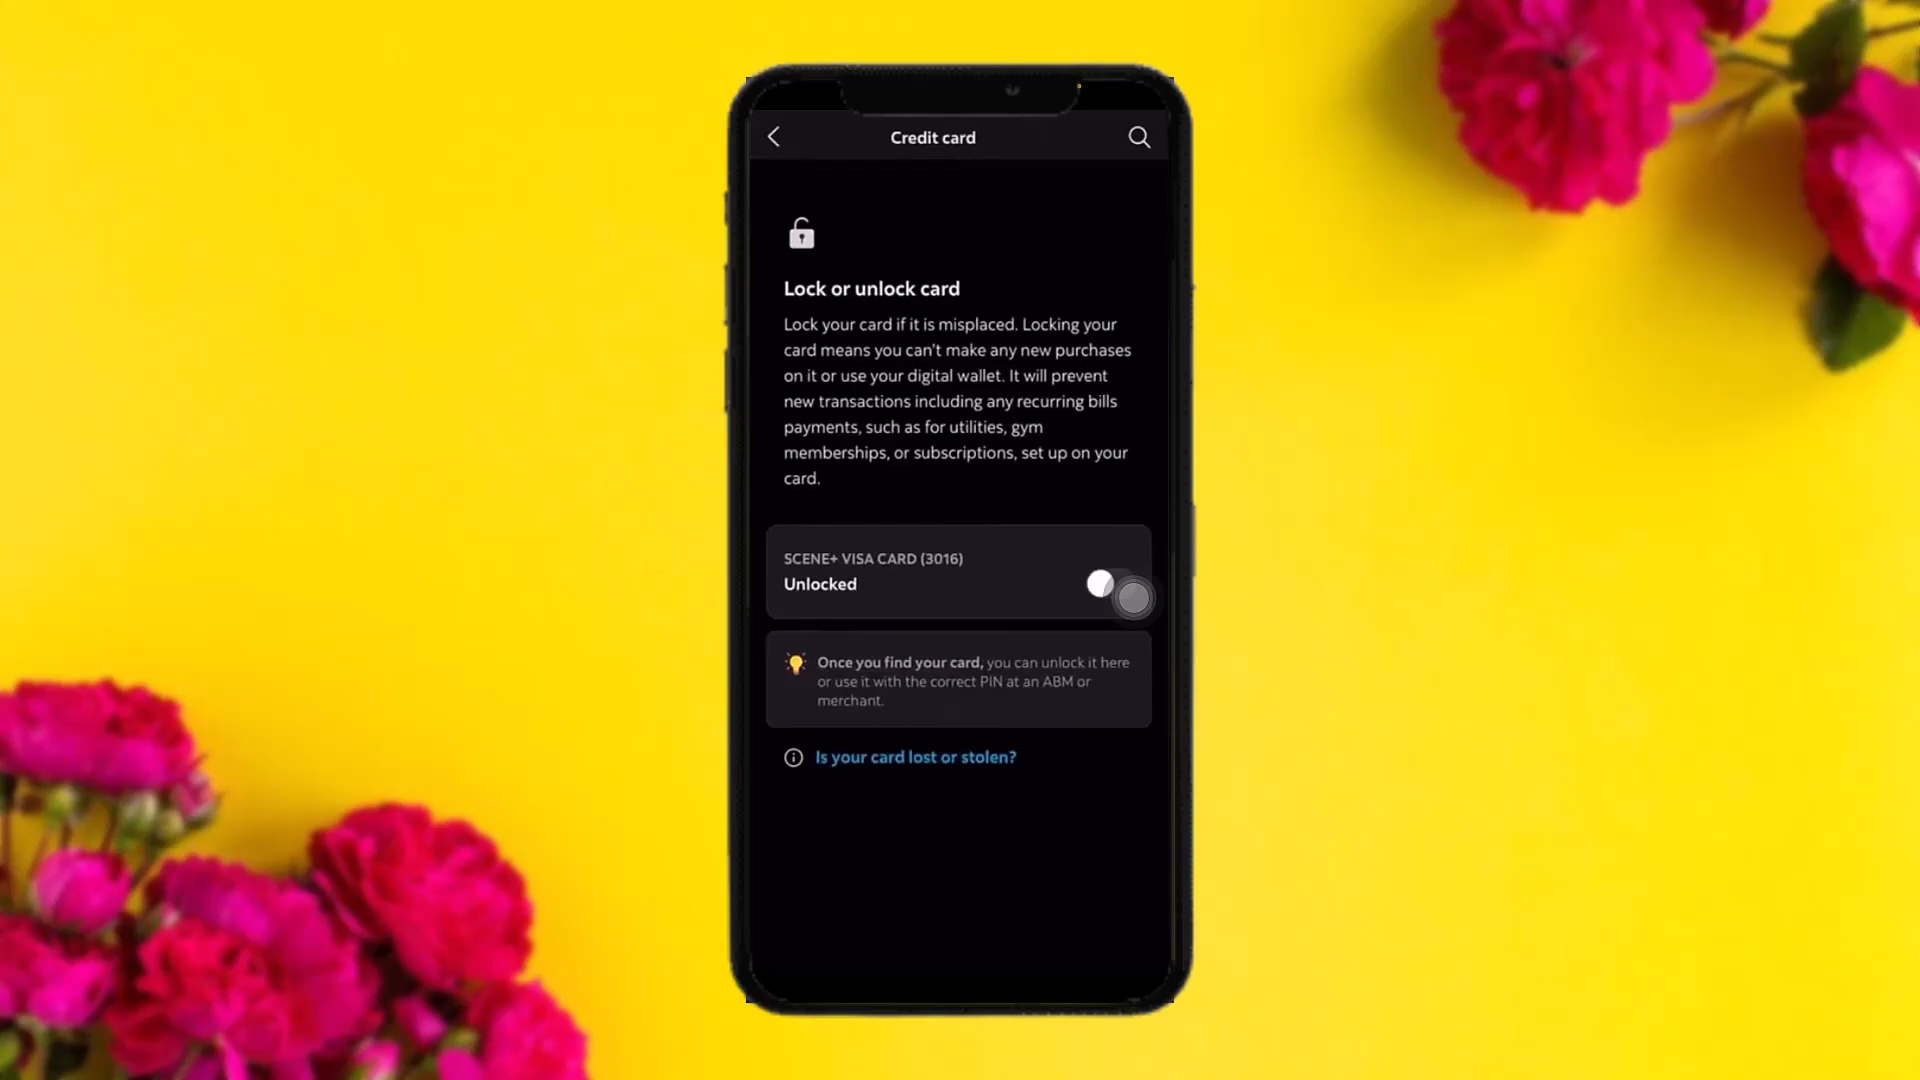 Credit card
Lock or unlock card
Lock your card if it is misplaced. Locking your
card means you can't make any new purchases
on it or use your digital wallet. It will prevent
new transactions including any recurring bills
payments, such as for utilities, gym
memberships, or subscriptions, set up on your
card.
SCENE+ VISA CARD (3016)
Unlocked
Once you find your card, you can unlock it here
or use it with the correct PIN at an ABM or
merchant.
Is your card lost or stolen?